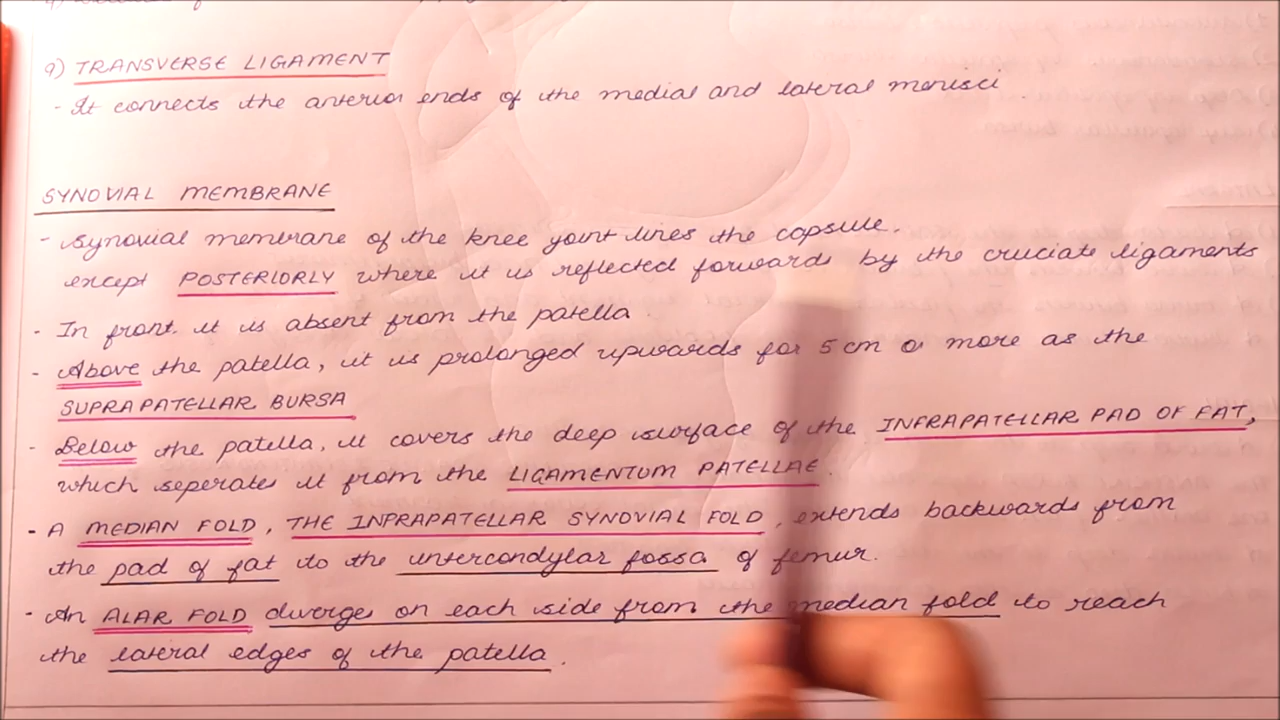 9) TRANSVERSE LIGAMENT
- It connects the anterior ends of the medial and lateral menisci
SYNOVIAL MEMBRANE
- Synovial membrane of the knee joint lines the capsule.
except POSTERIORLY where it is reflected forwards by the cruciate ligaments
- In front it is absent from the patella
- Above the patella, it is prolonged upwards for 5 cm or more as the
SUPRAPATELLAR BURSA
- Below the patella, it covers the deep surface of the INFRAPATELLAR PAD OF FAT,
which seperates it from the LIGAMENTUM PATELLAE.
- A MEDIAN FOLD, THE INPRAPATELLAR SYNOVIAL FOLD, extends backwards from
the pad of fat to the intercondylar fossa of femur.
- An ALAR FOLD diverge on each side from the median fold to reach
the lateral edges of the patella.